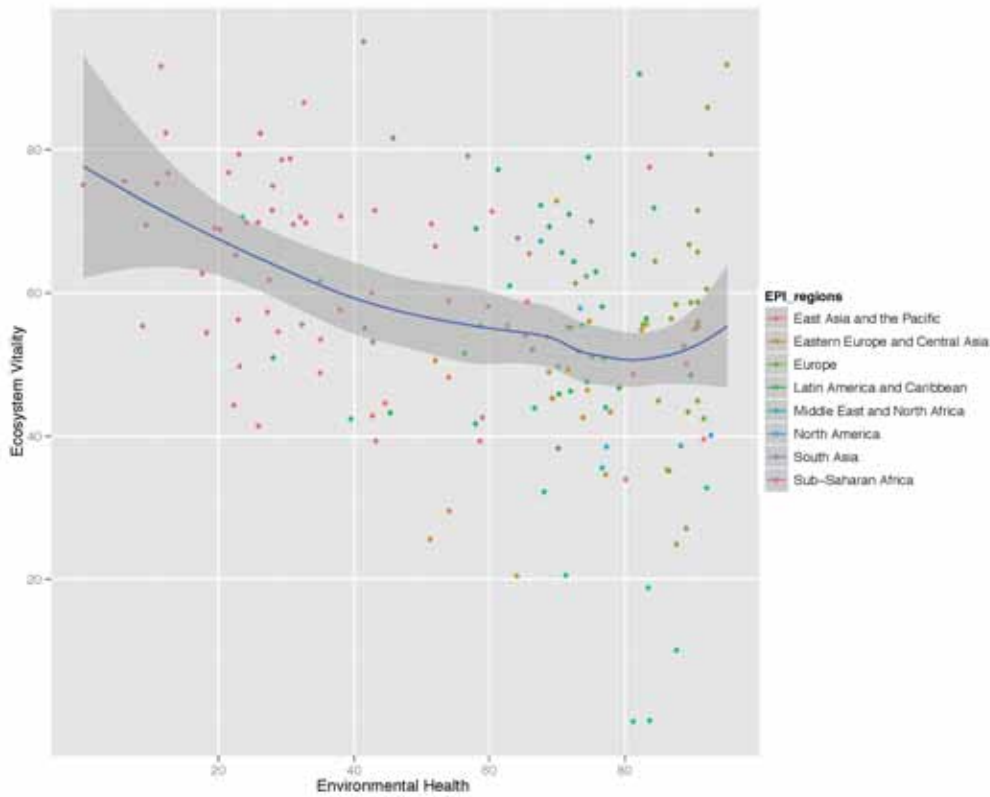 80
60
40
20
Ecosystem Vitality
20 40 60 80
Environmental Health
EPI_regions
East Asia and the Pacific
Eastern Europe and Central Asia
Europe
Latin America and Caribbean
Middle East and North Africa
North America
South Asia
Sub-Saharan Africa